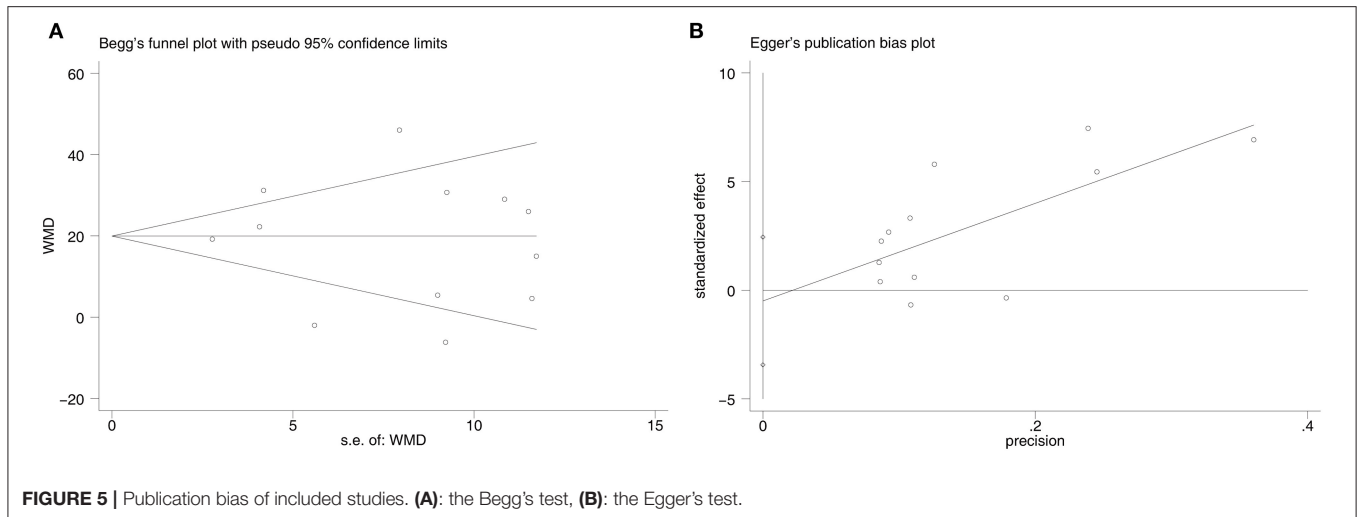 A
Begg's funnel plot with pseudo 95% confidence limits
60
40
20
0
−20
WMD
0
5
10
15
s.e. of: WMD
B
Egger's publication bias plot
10
5
0
−5
standardized effect
0
.2
.4
precision
FIGURE 5 | Publication bias of included studies. (A): the Begg's test, (B): the Egger's test.